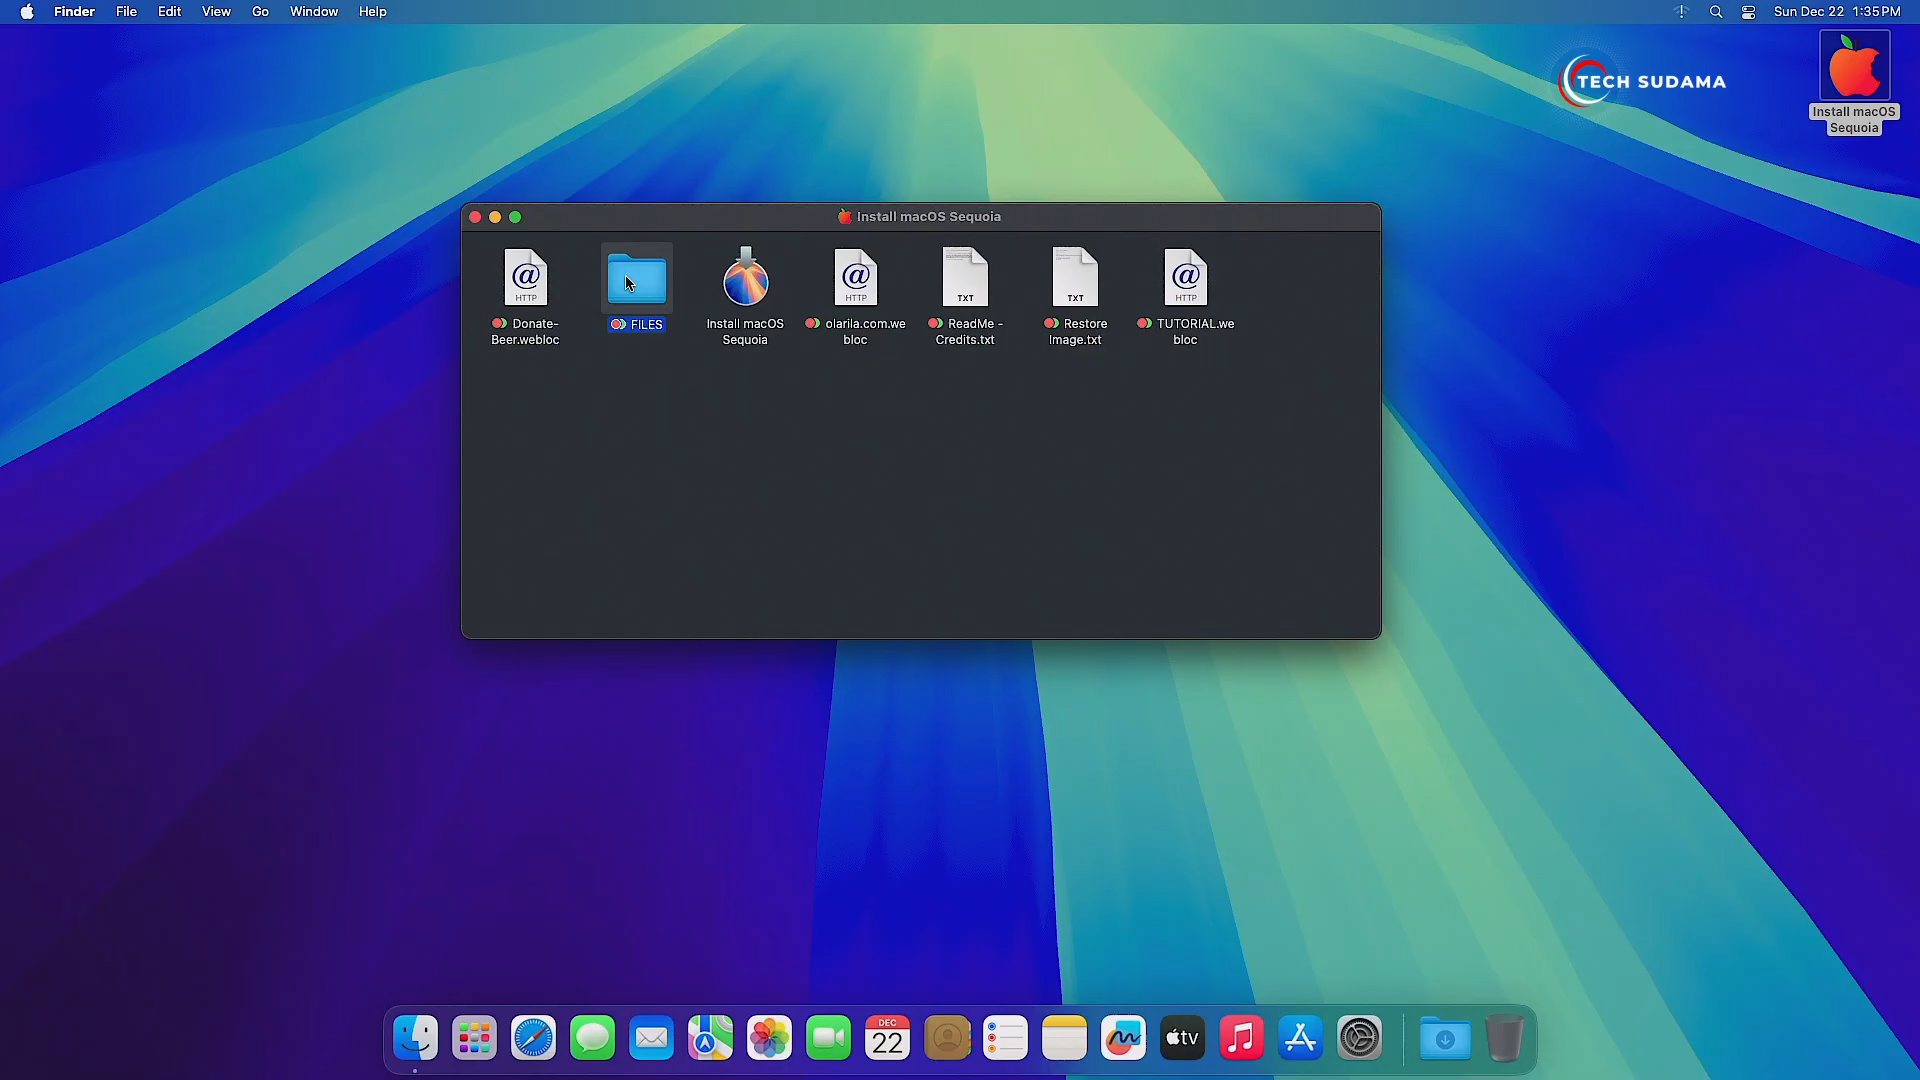 Finder File Edit View Go Window Help
Sun Dec 22 1:35 PM
TECH SUDAMA
Install macOS
Sequoia
Install macOS Sequoia
@
HTTP
Donate-
Beer.webloc
FILES
Install macOS
Sequoia
@
HTTP
olarila.com.we
bloc
TXT
ReadMe -
Credits.txt
TXT
Restore
Image.txt
@
HTTP
TUTORIAL.we
bloc
DEC
22
tv